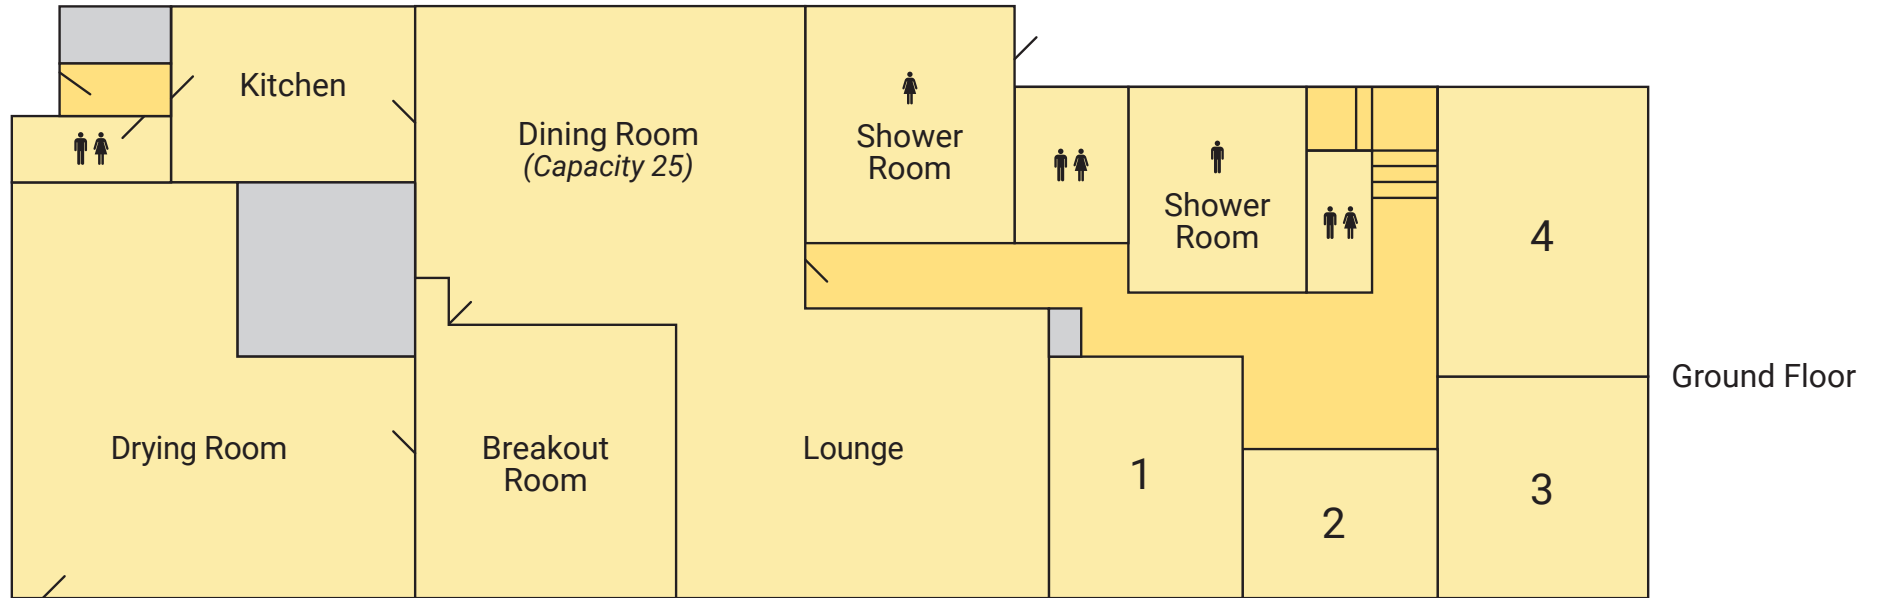 Kitchen
Dining Room
(Capacity 25)
Shower
Room
Shower
Room
4
Ground Floor
Drying Room
Breakout
Room
Lounge
1
2
3